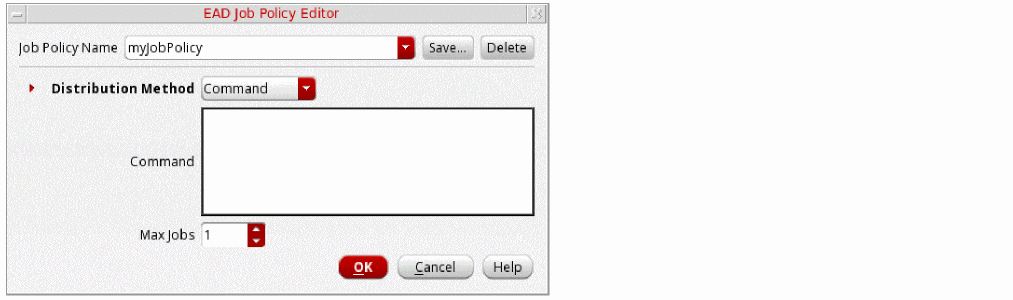 EAD Job Policy Editor
Job Policy Name myJobPolicy Save... Delete
Distribution Method Command
Command
Max Jobs 1
OK Cancel Help